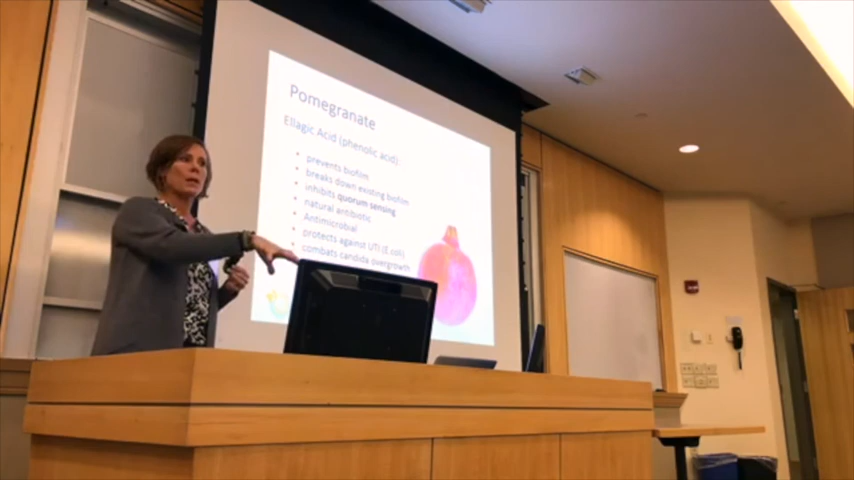 Pomegranate
Ellagic Acid (phenolic acid)
• prevents biofilm
• breaks down existing biofilm
• inhibits quorum sensing
• natural antibiotic
• Antimicrobial
• protects against UTI (E.coli)
• combats candida overgrowth